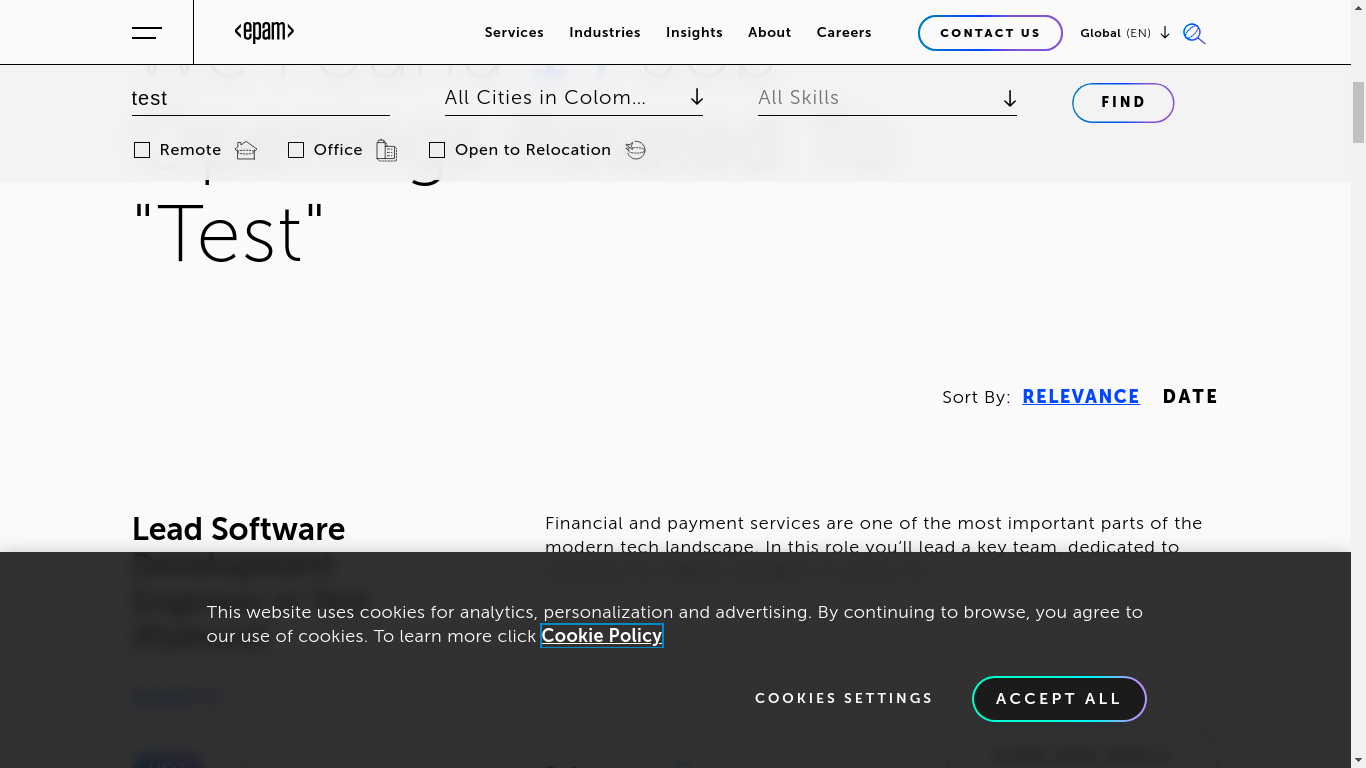 <epam>
Services
Industries
Insights
About
Careers
CONTACT US
Global (EN)
We Found
Job
test
All Cities in Colom...
All Skills
FIND
Remote
Office
Open to Relocation
"Test"
Sort By: RELEVANCE DATE
Lead Software
Financial and payment services are one of the most important parts of the
modern tech landscape. In this role you’ll lead a key team, dedicated to
This website uses cookies for analytics, personalization and advertising. By continuing to browse, you agree to
our use of cookies. To learn more click Cookie Policy
COOKIES SETTINGS
ACCEPT ALL